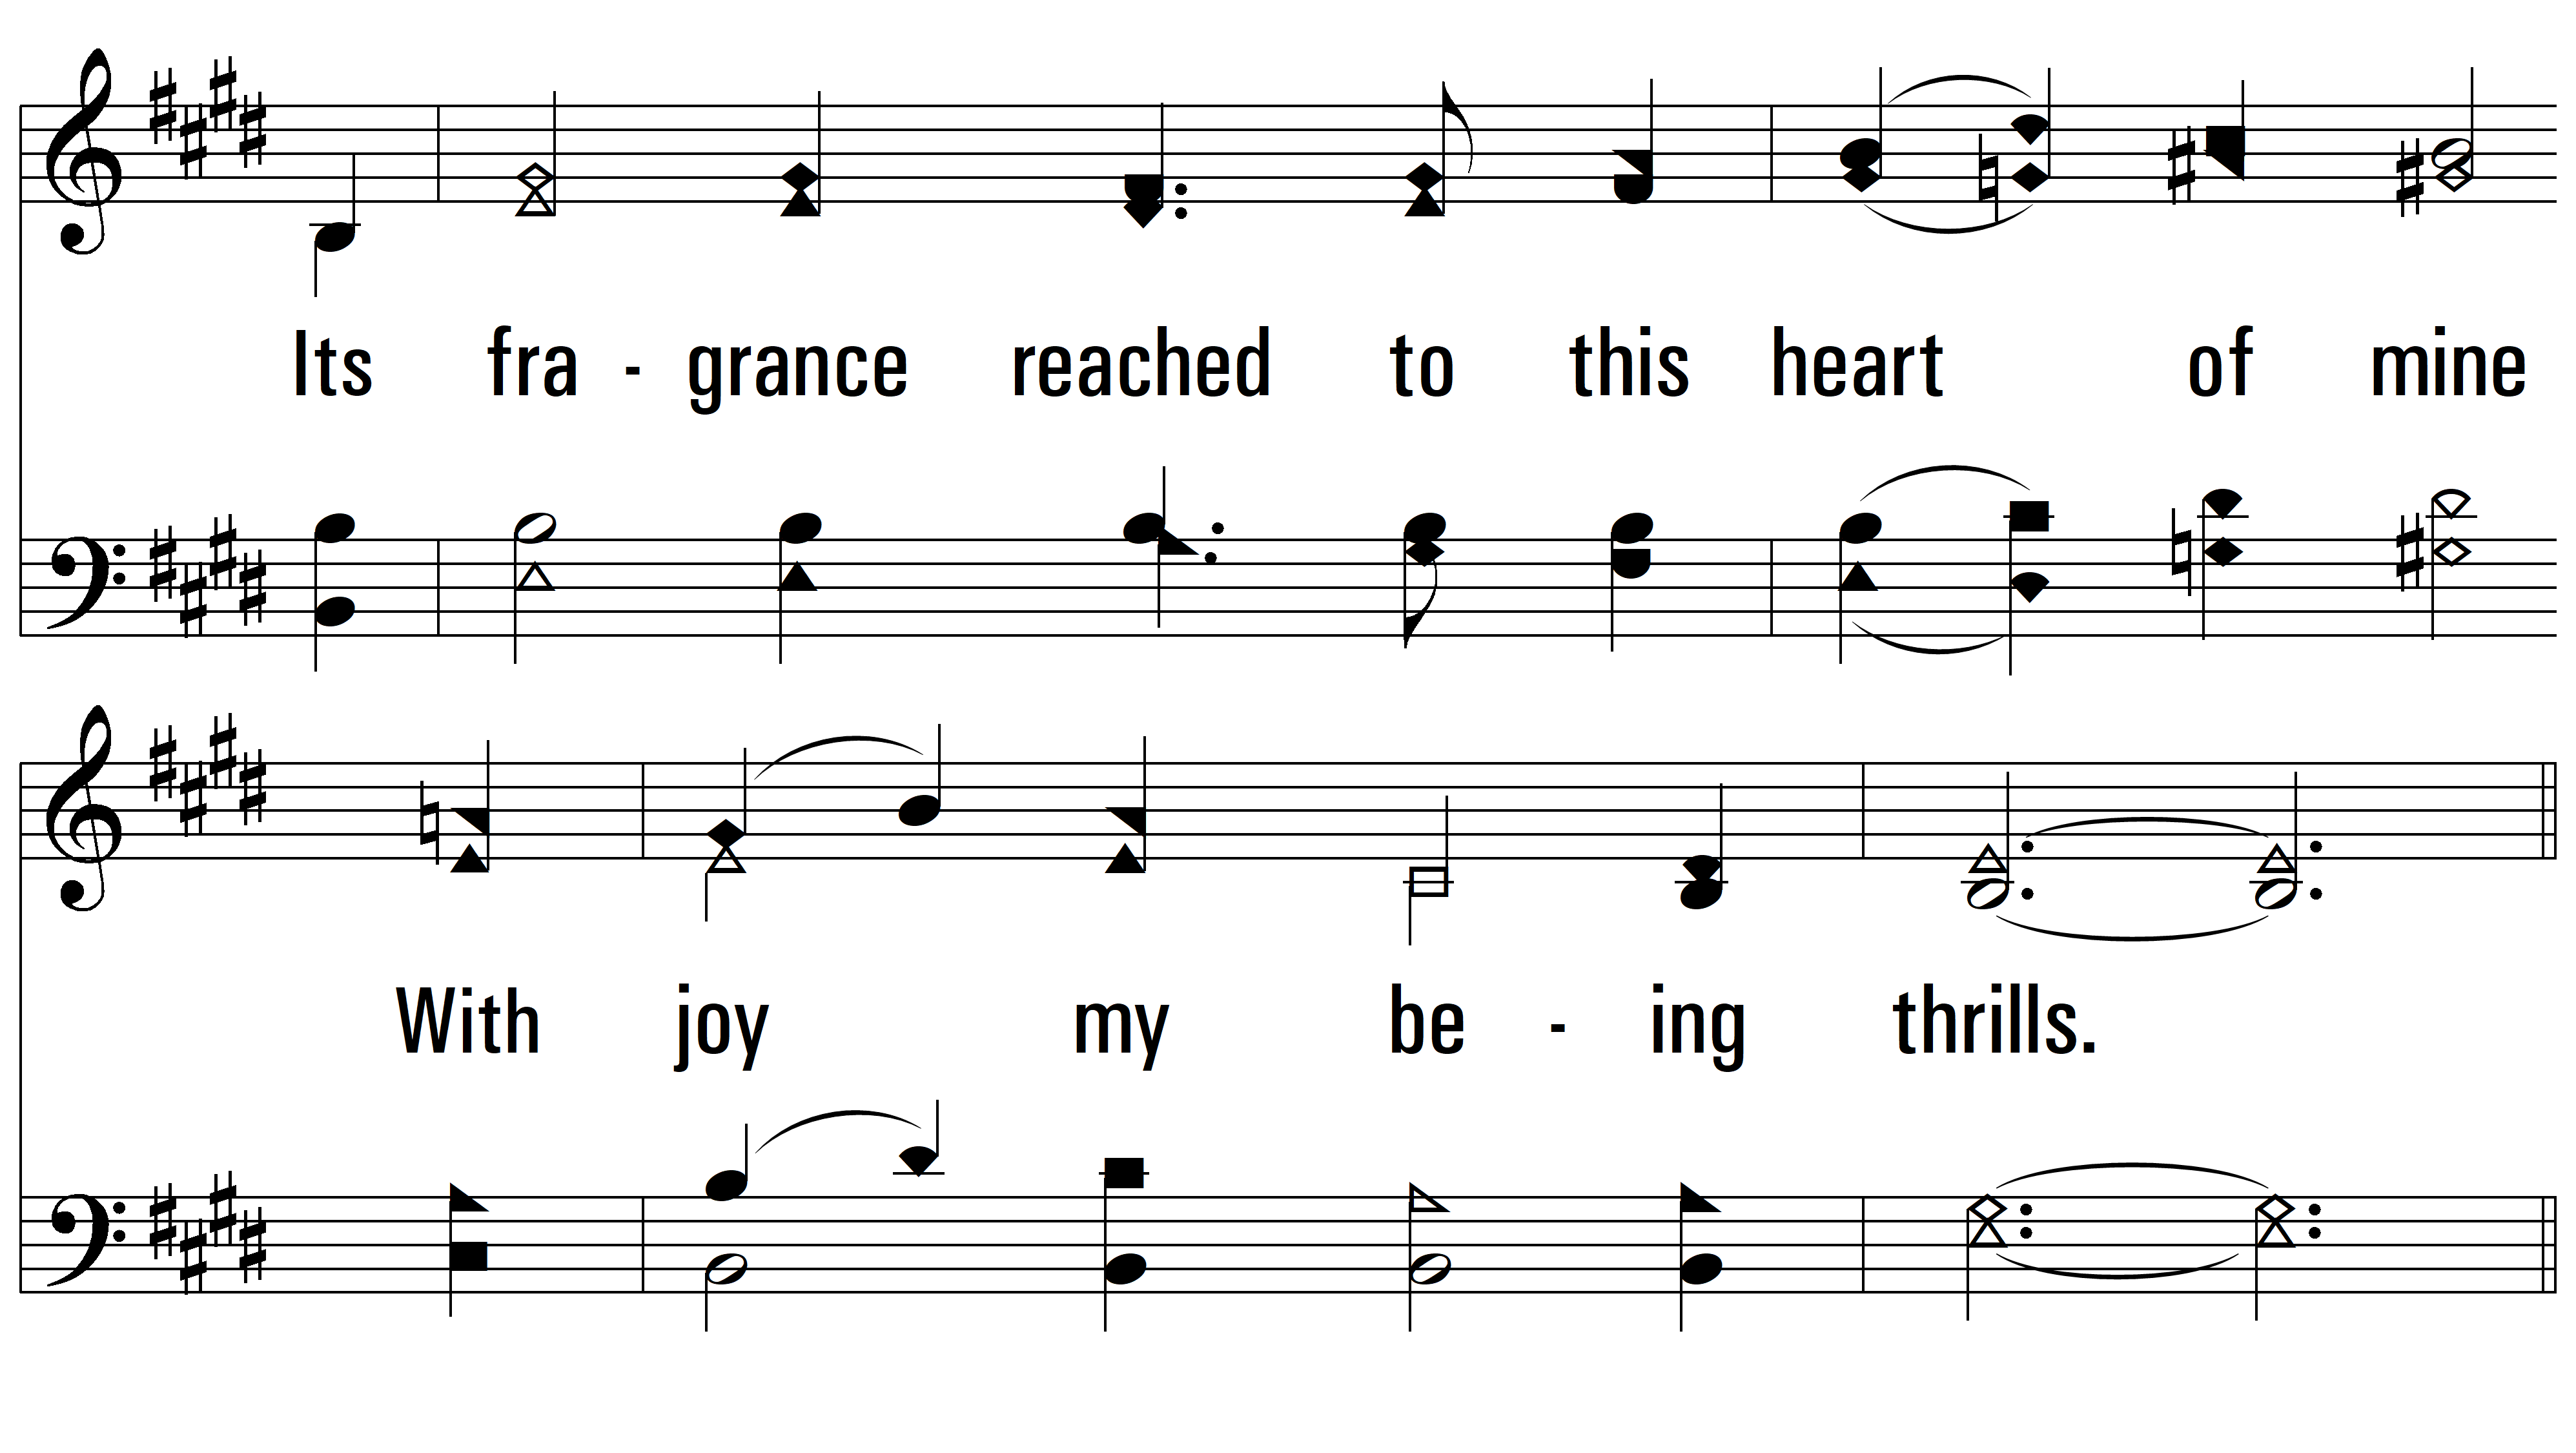 Its fra - grance reached to this heart of mine
With joy my be - ing thrills.